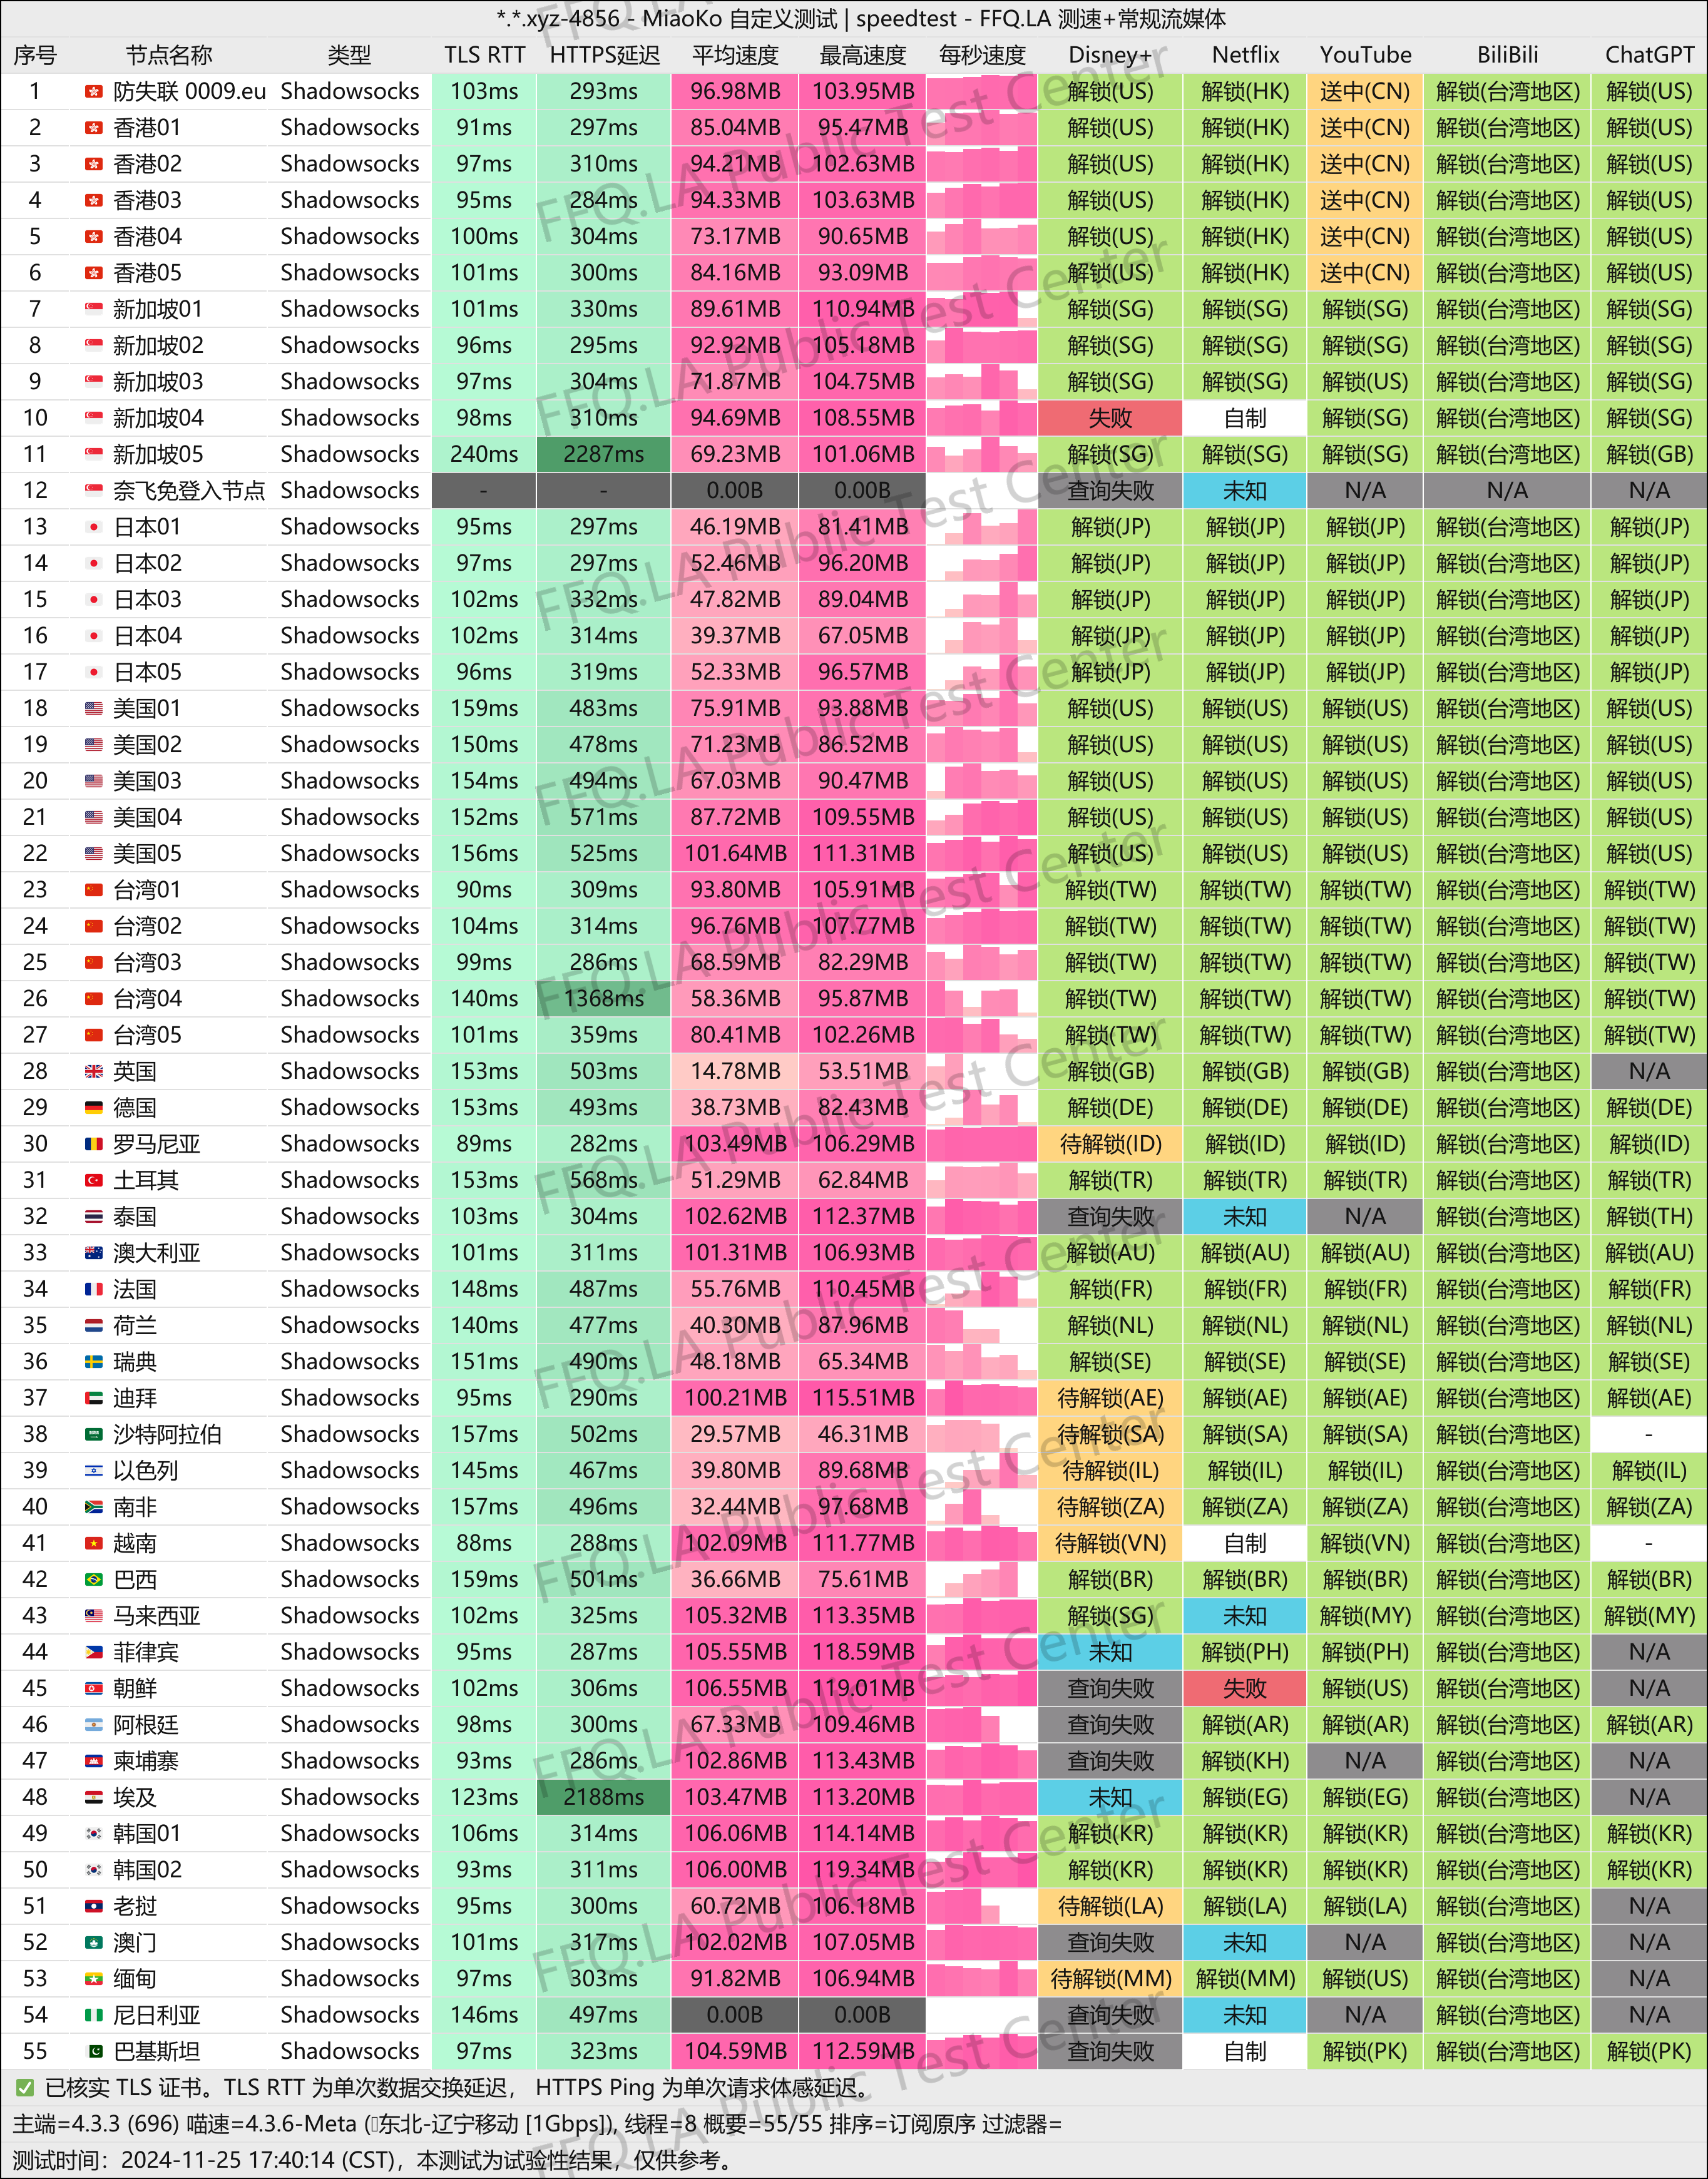 *.*.xyz-4856 - MiaoKo 自定义测试 | speedtest - FFQ.LA 测速+常规流媒体
序号 节点名称 类型 TLS RTT HTTPS延迟 平均速度 最高速度 每秒速度 Disney+ Netflix YouTube BiliBili ChatGPT
1 防失联 0009.eu Shadowsocks 103ms 293ms 96.98MB 103.95MB 解锁(US) 解锁(HK) 送中(CN) 解锁(台湾地区) 解锁(US)
2 香港01 Shadowsocks 91ms 297ms 85.04MB 95.47MB 解锁(US) 解锁(HK) 送中(CN) 解锁(台湾地区) 解锁(US)
3 香港02 Shadowsocks 97ms 310ms 94.21MB 102.63MB 解锁(US) 解锁(HK) 送中(CN) 解锁(台湾地区) 解锁(US)
4 香港03 Shadowsocks 95ms 284ms 94.33MB 103.63MB 解锁(US) 解锁(HK) 送中(CN) 解锁(台湾地区) 解锁(US)
5 香港04 Shadowsocks 100ms 304ms 73.17MB 90.65MB 解锁(US) 解锁(HK) 送中(CN) 解锁(台湾地区) 解锁(US)
6 香港05 Shadowsocks 101ms 300ms 84.16MB 93.09MB 解锁(US) 解锁(HK) 送中(CN) 解锁(台湾地区) 解锁(US)
7 新加坡01 Shadowsocks 101ms 330ms 89.61MB 110.94MB 解锁(SG) 解锁(SG) 解锁(SG) 解锁(台湾地区) 解锁(SG)
8 新加坡02 Shadowsocks 96ms 295ms 92.92MB 105.18MB 解锁(SG) 解锁(SG) 解锁(SG) 解锁(台湾地区) 解锁(SG)
9 新加坡03 Shadowsocks 97ms 304ms 71.87MB 104.75MB 解锁(SG) 解锁(SG) 解锁(US) 解锁(台湾地区) 解锁(SG)
10 新加坡04 Shadowsocks 98ms 310ms 94.69MB 108.55MB 失败 自制 解锁(SG) 解锁(台湾地区) 解锁(SG)
11 新加坡05 Shadowsocks 240ms 2287ms 69.23MB 101.06MB 解锁(SG) 解锁(SG) 解锁(SG) 解锁(台湾地区) 解锁(GB)
12 奈飞免登入节点 Shadowsocks - - 0.00B 0.00B 查询失败 未知 N/A N/A N/A
13 日本01 Shadowsocks 95ms 297ms 46.19MB 81.41MB 解锁(JP) 解锁(JP) 解锁(JP) 解锁(台湾地区) 解锁(JP)
14 日本02 Shadowsocks 97ms 297ms 52.46MB 96.20MB 解锁(JP) 解锁(JP) 解锁(JP) 解锁(台湾地区) 解锁(JP)
15 日本03 Shadowsocks 102ms 332ms 47.82MB 89.04MB 解锁(JP) 解锁(JP) 解锁(JP) 解锁(台湾地区) 解锁(JP)
16 日本04 Shadowsocks 102ms 314ms 39.37MB 67.05MB 解锁(JP) 解锁(JP) 解锁(JP) 解锁(台湾地区) 解锁(JP)
17 日本05 Shadowsocks 96ms 319ms 52.33MB 96.57MB 解锁(JP) 解锁(JP) 解锁(JP) 解锁(台湾地区) 解锁(JP)
18 美国01 Shadowsocks 159ms 483ms 75.91MB 93.88MB 解锁(US) 解锁(US) 解锁(US) 解锁(台湾地区) 解锁(US)
19 美国02 Shadowsocks 150ms 478ms 71.23MB 86.52MB 解锁(US) 解锁(US) 解锁(US) 解锁(台湾地区) 解锁(US)
20 美国03 Shadowsocks 154ms 494ms 67.03MB 90.47MB 解锁(US) 解锁(US) 解锁(US) 解锁(台湾地区) 解锁(US)
21 美国04 Shadowsocks 152ms 571ms 87.72MB 109.55MB 解锁(US) 解锁(US) 解锁(US) 解锁(台湾地区) 解锁(US)
22 美国05 Shadowsocks 156ms 525ms 101.64MB 111.31MB 解锁(US) 解锁(US) 解锁(US) 解锁(台湾地区) 解锁(US)
23 台湾01 Shadowsocks 90ms 309ms 93.80MB 105.91MB 解锁(TW) 解锁(TW) 解锁(TW) 解锁(台湾地区) 解锁(TW)
24 台湾02 Shadowsocks 104ms 314ms 96.76MB 107.77MB 解锁(TW) 解锁(TW) 解锁(TW) 解锁(台湾地区) 解锁(TW)
25 台湾03 Shadowsocks 99ms 286ms 68.59MB 82.29MB 解锁(TW) 解锁(TW) 解锁(TW) 解锁(台湾地区) 解锁(TW)
26 台湾04 Shadowsocks 140ms 1368ms 58.36MB 95.87MB 解锁(TW) 解锁(TW) 解锁(TW) 解锁(台湾地区) 解锁(TW)
27 台湾05 Shadowsocks 101ms 359ms 80.41MB 102.26MB 解锁(TW) 解锁(TW) 解锁(TW) 解锁(台湾地区) 解锁(TW)
28 英国 Shadowsocks 153ms 503ms 14.78MB 53.51MB 解锁(GB) 解锁(GB) 解锁(GB) 解锁(台湾地区) N/A
29 德国 Shadowsocks 153ms 493ms 38.73MB 82.43MB 解锁(DE) 解锁(DE) 解锁(DE) 解锁(台湾地区) 解锁(DE)
30 罗马尼亚 Shadowsocks 89ms 282ms 103.49MB 106.29MB 待解锁(ID) 解锁(ID) 解锁(ID) 解锁(台湾地区) 解锁(ID)
31 土耳其 Shadowsocks 153ms 568ms 51.29MB 62.84MB 解锁(TR) 解锁(TR) 解锁(TR) 解锁(台湾地区) 解锁(TR)
32 泰国 Shadowsocks 103ms 304ms 102.62MB 112.37MB 查询失败 未知 N/A 解锁(台湾地区) 解锁(TH)
33 澳大利亚 Shadowsocks 101ms 311ms 101.31MB 106.93MB 解锁(AU) 解锁(AU) 解锁(AU) 解锁(台湾地区) 解锁(AU)
34 法国 Shadowsocks 148ms 487ms 55.76MB 110.45MB 解锁(FR) 解锁(FR) 解锁(FR) 解锁(台湾地区) 解锁(FR)
35 荷兰 Shadowsocks 140ms 477ms 40.30MB 87.96MB 解锁(NL) 解锁(NL) 解锁(NL) 解锁(台湾地区) 解锁(NL)
36 瑞典 Shadowsocks 151ms 490ms 48.18MB 65.34MB 解锁(SE) 解锁(SE) 解锁(SE) 解锁(台湾地区) 解锁(SE)
37 迪拜 Shadowsocks 95ms 290ms 100.21MB 115.51MB 待解锁(AE) 解锁(AE) 解锁(AE) 解锁(台湾地区) 解锁(AE)
38 沙特阿拉伯 Shadowsocks 157ms 502ms 29.57MB 46.31MB 待解锁(SA) 解锁(SA) 解锁(SA) 解锁(台湾地区) -
39 以色列 Shadowsocks 145ms 467ms 39.80MB 89.68MB 待解锁(IL) 解锁(IL) 解锁(IL) 解锁(台湾地区) 解锁(IL)
40 南非 Shadowsocks 157ms 496ms 32.44MB 97.68MB 待解锁(ZA) 解锁(ZA) 解锁(ZA) 解锁(台湾地区) 解锁(ZA)
41 越南 Shadowsocks 88ms 288ms 102.09MB 111.77MB 待解锁(VN) 自制 解锁(VN) 解锁(台湾地区) -
42 巴西 Shadowsocks 159ms 501ms 36.66MB 75.61MB 解锁(BR) 解锁(BR) 解锁(BR) 解锁(台湾地区) 解锁(BR)
43 马来西亚 Shadowsocks 102ms 325ms 105.32MB 113.35MB 解锁(SG) 未知 解锁(MY) 解锁(台湾地区) 解锁(MY)
44 菲律宾 Shadowsocks 95ms 287ms 105.55MB 118.59MB 未知 解锁(PH) 解锁(PH) 解锁(台湾地区) N/A
45 朝鲜 Shadowsocks 102ms 306ms 106.55MB 119.01MB 查询失败 失败 解锁(US) 解锁(台湾地区) N/A
46 阿根廷 Shadowsocks 98ms 300ms 67.33MB 109.46MB 查询失败 解锁(AR) 解锁(AR) 解锁(台湾地区) 解锁(AR)
47 柬埔寨 Shadowsocks 93ms 286ms 102.86MB 113.43MB 查询失败 解锁(KH) N/A 解锁(台湾地区) N/A
48 埃及 Shadowsocks 123ms 2188ms 103.47MB 113.20MB 未知 解锁(EG) 解锁(EG) 解锁(台湾地区) N/A
49 韩国01 Shadowsocks 106ms 314ms 106.06MB 114.14MB 解锁(KR) 解锁(KR) 解锁(KR) 解锁(台湾地区) 解锁(KR)
50 韩国02 Shadowsocks 93ms 311ms 106.00MB 119.34MB 解锁(KR) 解锁(KR) 解锁(KR) 解锁(台湾地区) 解锁(KR)
51 老挝 Shadowsocks 95ms 300ms 60.72MB 106.18MB 待解锁(LA) 解锁(LA) 解锁(LA) 解锁(台湾地区) N/A
52 澳门 Shadowsocks 101ms 317ms 102.02MB 107.05MB 查询失败 未知 N/A 解锁(台湾地区) N/A
53 缅甸 Shadowsocks 97ms 303ms 91.82MB 106.94MB 待解锁(MM) 解锁(MM) 解锁(US) 解锁(台湾地区) N/A
54 尼日利亚 Shadowsocks 146ms 497ms 0.00B 0.00B 查询失败 未知 N/A 解锁(台湾地区) N/A
55 巴基斯坦 Shadowsocks 97ms 323ms 104.59MB 112.59MB 查询失败 自制 解锁(PK) 解锁(台湾地区) 解锁(PK)
✅ 已核实 TLS 证书。TLS RTT 为单次数据交换延迟, HTTPS Ping 为单次请求体感延迟。
主端=4.3.3 (696) 喵速=4.3.6-Meta (东北-辽宁移动 [1Gbps]), 线程=8 概要=55/55 排序=订阅原序 过滤器=
测试时间: 2024-11-25 17:40:14 (CST), 本测试为试验性结果, 仅供参考。
FFQ.LA Public Test Center